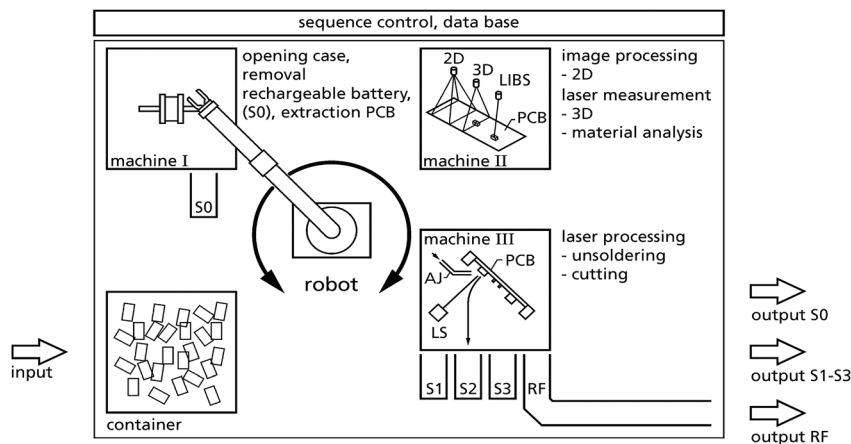 sequence control, data base
opening case,
removal
rechargeable battery,
(S0), extraction PCB
machine I
S0
robot
2D
3D
LIBS
PCB
machine II
image processing
- 2D
laser measurement
- 3D
- material analysis
machine III
PCB
AJ
LS
laser processing
- unsoldering
- cutting
S1
S2
S3
RF
input
container
output S0
output S1-S3
output RF